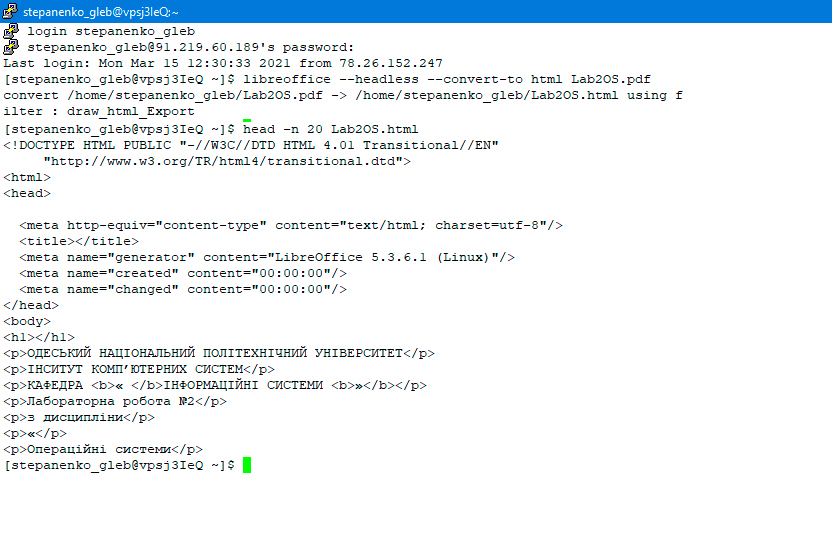 stepanenko_gleb@vpsj3IeQ:~
login stepanenko_gleb
stepanenko_gleb@91.219.60.189's password:
Last login: Mon Mar 15 12:30:33 2021 from 78.26.152.247
[stepanenko_gleb@vpsj3IeQ ~]$ libreoffice --headless --convert-to html Lab2OS.pdf
convert /home/stepanenko_gleb/Lab2OS.pdf -> /home/stepanenko_gleb/Lab2OS.html using f
ilter : draw_html_Export
[stepanenko_gleb@vpsj3IeQ ~]$ head -n 20 Lab2OS.html
<!DOCTYPE HTML PUBLIC "-//W3C//DTD HTML 4.01 Transitional//EN"
     "http://www.w3.org/TR/html4/transitional.dtd">
<html>
<head>
  <meta http-equiv="content-type" content="text/html; charset=utf-8"/>
  <title></title>
  <meta name="generator" content="LibreOffice 5.3.6.1 (Linux)"/>
  <meta name="created" content="00:00:00"/>
  <meta name="changed" content="00:00:00"/>
</head>
<body>
<h1></h1>
<p>ОДЕСЬКИЙ НАЦІОНАЛЬНИЙ ПОЛІТЕХНІЧНИЙ УНІВЕРСИТЕТ</p>
<p>ІНСИТУТ КОМП’ЮТЕРНИХ СИСТЕМ</p>
<p>КАФЕДРА <b>« </b>ІНФОРМАЦІЙНІ СИСТЕМИ <b>»</b></p>
<p>Лабораторна робота №2</p>
<p>з дисципліни</p>
<p>«</p>
<p>Операційні системи</p>
[stepanenko_gleb@vpsj3IeQ ~]$